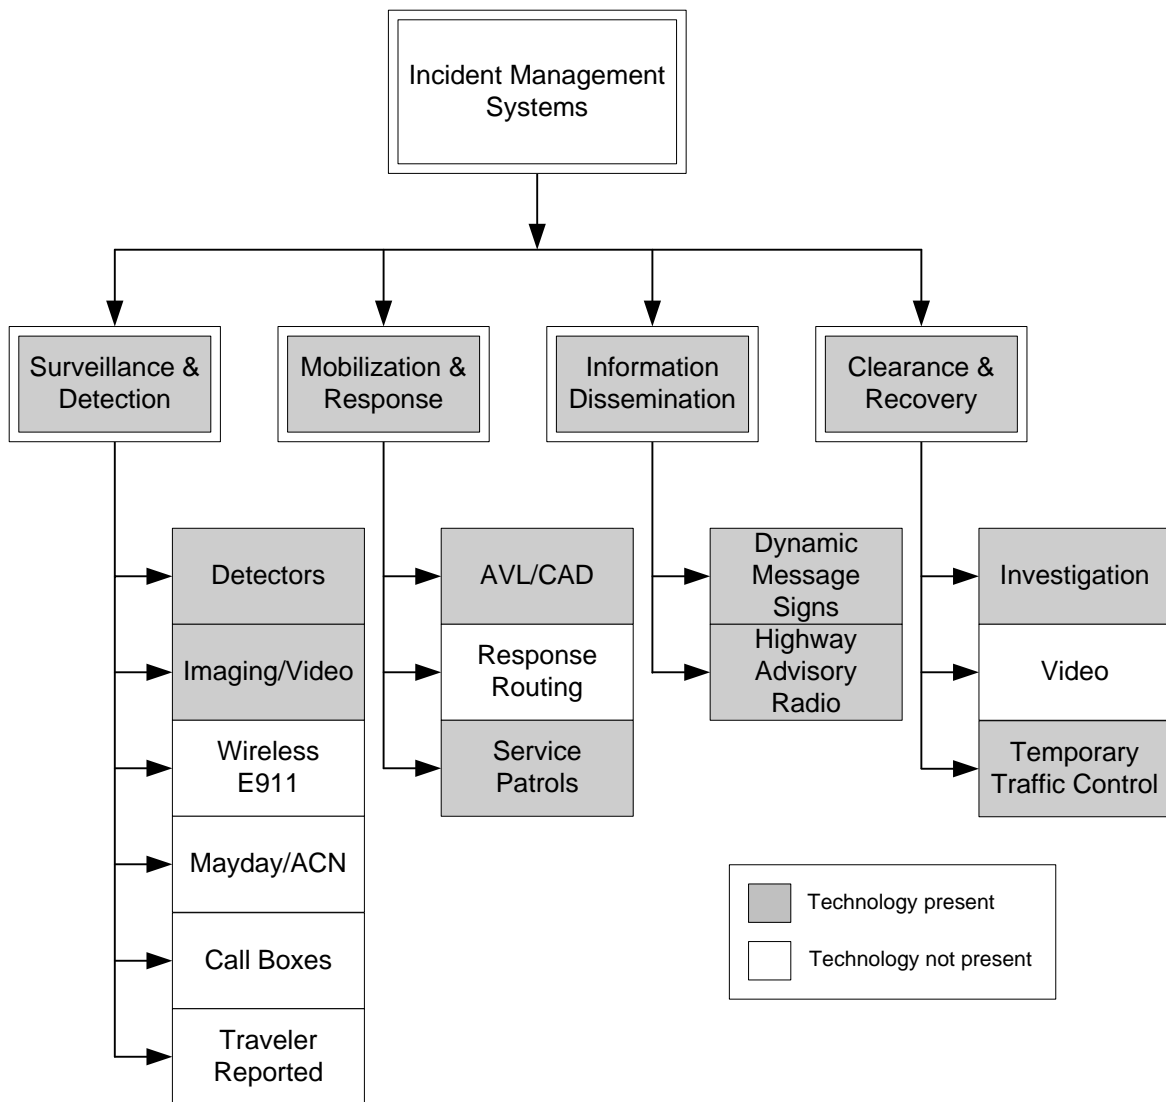 Incident Management
Systems
Surveillance &
Detection
Mobilization &
Response
Information
Dissemination
Clearance &
Recovery
Detectors
Imaging/Video
Wireless
E911
Mayday/ACN
Call Boxes
Traveler
Reported
AVL/CAD
Response
Routing
Service
Patrols
Dynamic
Message
Signs
Highway
Advisory
Radio
Investigation
Video
Temporary
Traffic Control
Technology present
Technology not present